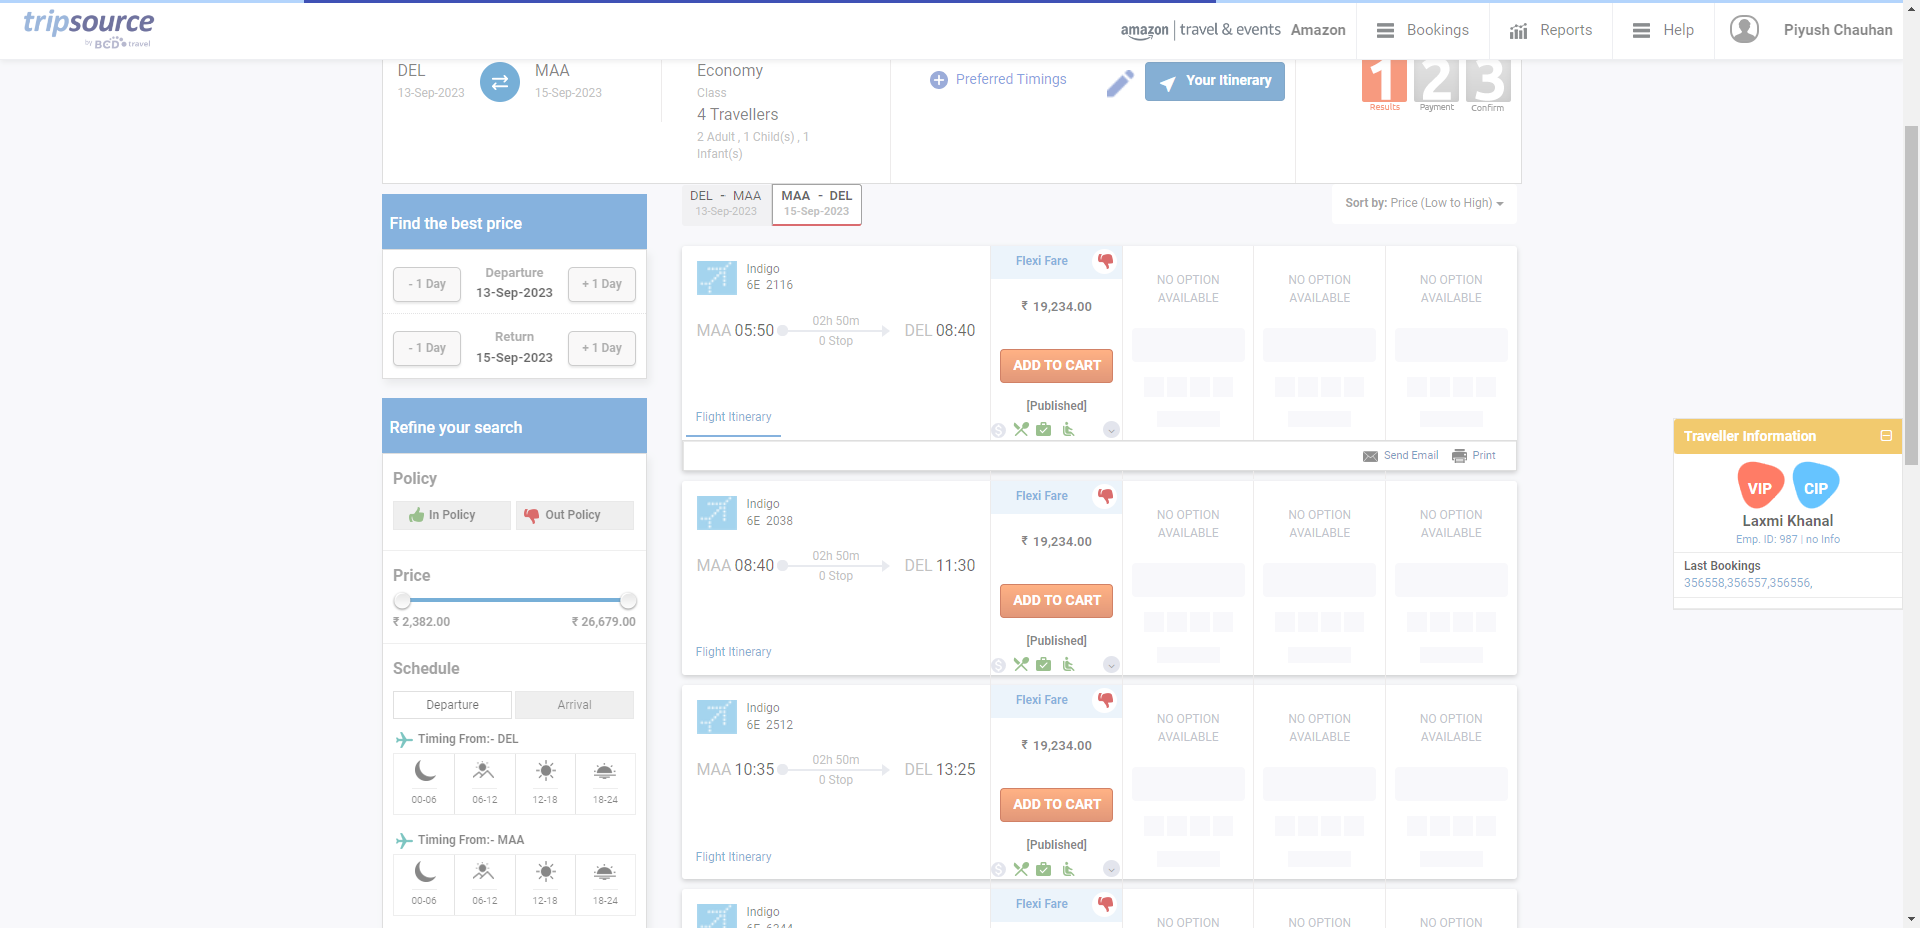 tripsource
by BCD travel
amazon | travel & events Amazon
Bookings
Reports
Help
Piyush Chauhan
DEL
13-Sep-2023
MAA
15-Sep-2023
Economy
Class
4 Travellers
2 Adult , 1 Child(s) , 1
Infant(s)
Preferred Timings
Your Itinerary
1 2 3
Results Payment Confirm
Find the best price
- 1 Day
Departure
13-Sep-2023
+ 1 Day
- 1 Day
Return
15-Sep-2023
+ 1 Day
Refine your search
Policy
In Policy
Out Policy
Price
₹ 2,382.00
₹ 26,679.00
Schedule
Departure
Arrival
Timing From:- DEL
00-06 06-12 12-18 18-24
Timing From:- MAA
00-06 06-12 12-18 18-24
DEL - MAA
13-Sep-2023
MAA - DEL
15-Sep-2023
Sort by: Price (Low to High)
Indigo
6E 2116
MAA 05:50
02h 50m
0 Stop
DEL 08:40
Flight Itinerary
Flexi Fare
₹ 19,234.00
ADD TO CART
[Published]
NO OPTION
AVAILABLE
NO OPTION
AVAILABLE
NO OPTION
AVAILABLE
Send Email
Print
Indigo
6E 2038
MAA 08:40
02h 50m
0 Stop
DEL 11:30
Flight Itinerary
Flexi Fare
₹ 19,234.00
ADD TO CART
[Published]
NO OPTION
AVAILABLE
NO OPTION
AVAILABLE
NO OPTION
AVAILABLE
Indigo
6E 2512
MAA 10:35
02h 50m
0 Stop
DEL 13:25
Flight Itinerary
Flexi Fare
₹ 19,234.00
ADD TO CART
[Published]
NO OPTION
AVAILABLE
NO OPTION
AVAILABLE
NO OPTION
AVAILABLE
Indigo
Flexi Fare
NO OPTION
AVAILABLE
NO OPTION
AVAILABLE
NO OPTION
AVAILABLE
Traveller Information
VIP
CIP
Laxmi Khanal
Emp. ID: 987 | no Info
Last Bookings
356558,356557,356556,